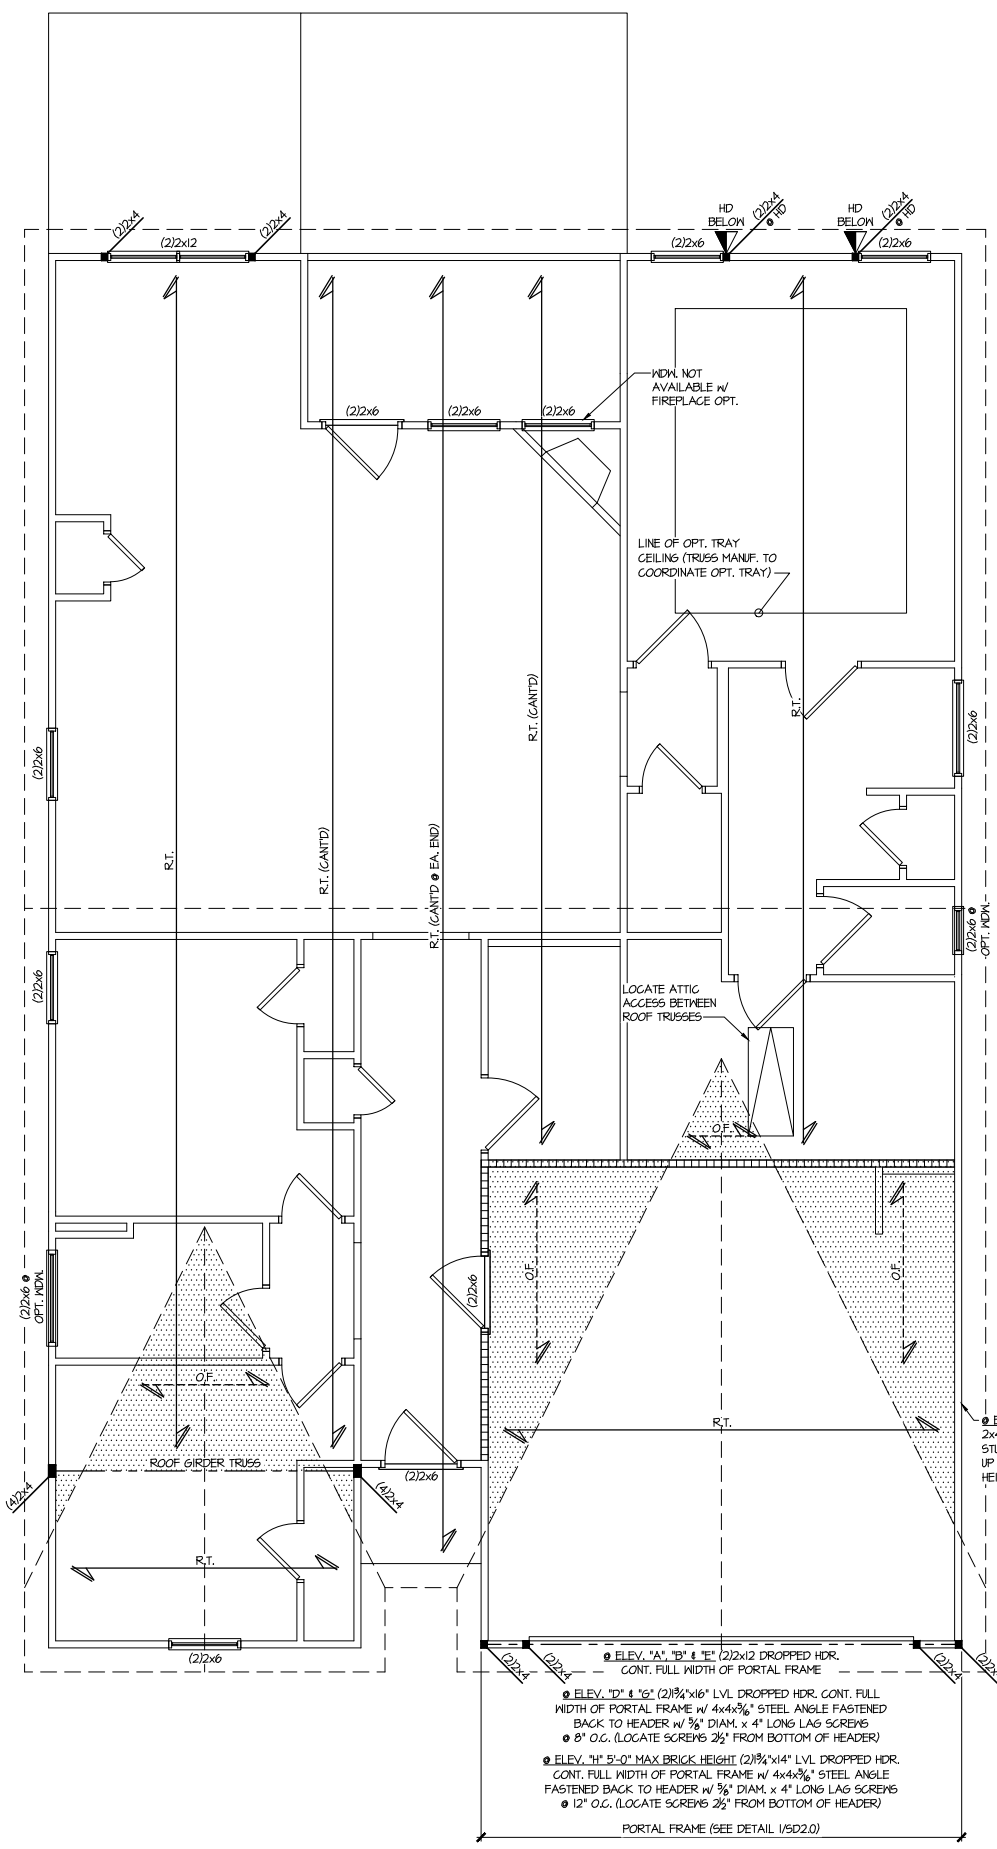 (2)2x4
(2)2x12
(2)2x4
HD
BELOW
(2)2x4
@ HD
HD
BELOW
(2)2x4
@ HD
(2)2x6
(2)2x6
WDW. NOT
AVAILABLE w/
FIREPLACE OPT.
(2)2x6
(2)2x6
(2)2x6
LINE OF OPT. TRAY
CEILING (TRUSS MANUF. TO
COORDINATE OPT. TRAY)
R.T. (CANT'D)
R.T.
(2)2x6
(2)2x6
R.T.
R.T. (CANT'D)
R.T. (CANT'D @ EA. END)
(2)2x6 @
OPT. WDW.
(2)2x6
LOCATE ATTIC
ACCESS BETWEEN
ROOF TRUSSES
O.F.
O.F.
O.F.
(2)2x6
(2)2x6 @
OPT. WDW.
O.F.
R.T.
ROOF GIRDER TRUSS
(4)2x4
(4)2x4
(2)2x6
2x4
UP
R.T.
(2)2x6
(2)2x4
(2)2x4
(2)2x4
@ ELEV. "A", "B" & "E" (2)2x12 DROPPED HDR.
CONT. FULL WIDTH OF PORTAL FRAME
@ ELEV. "D" & "G" (2)1¾"x16" LVL DROPPED HDR. CONT. FULL
WIDTH OF PORTAL FRAME w/ 4x4x5/16" STEEL ANGLE FASTENED
BACK TO HEADER w/ 5/8" DIAM. x 4" LONG LAG SCREWS
@ 8" O.C. (LOCATE SCREWS 2½" FROM BOTTOM OF HEADER)
@ ELEV. "H" 5'-0" MAX BRICK HEIGHT (2)1¾"x14" LVL DROPPED HDR.
CONT. FULL WIDTH OF PORTAL FRAME w/ 4x4x5/16" STEEL ANGLE
FASTENED BACK TO HEADER w/ 5/8" DIAM. x 4" LONG LAG SCREWS
@ 12" O.C. (LOCATE SCREWS 2½" FROM BOTTOM OF HEADER)
PORTAL FRAME (SEE DETAIL 1/SD2.0)